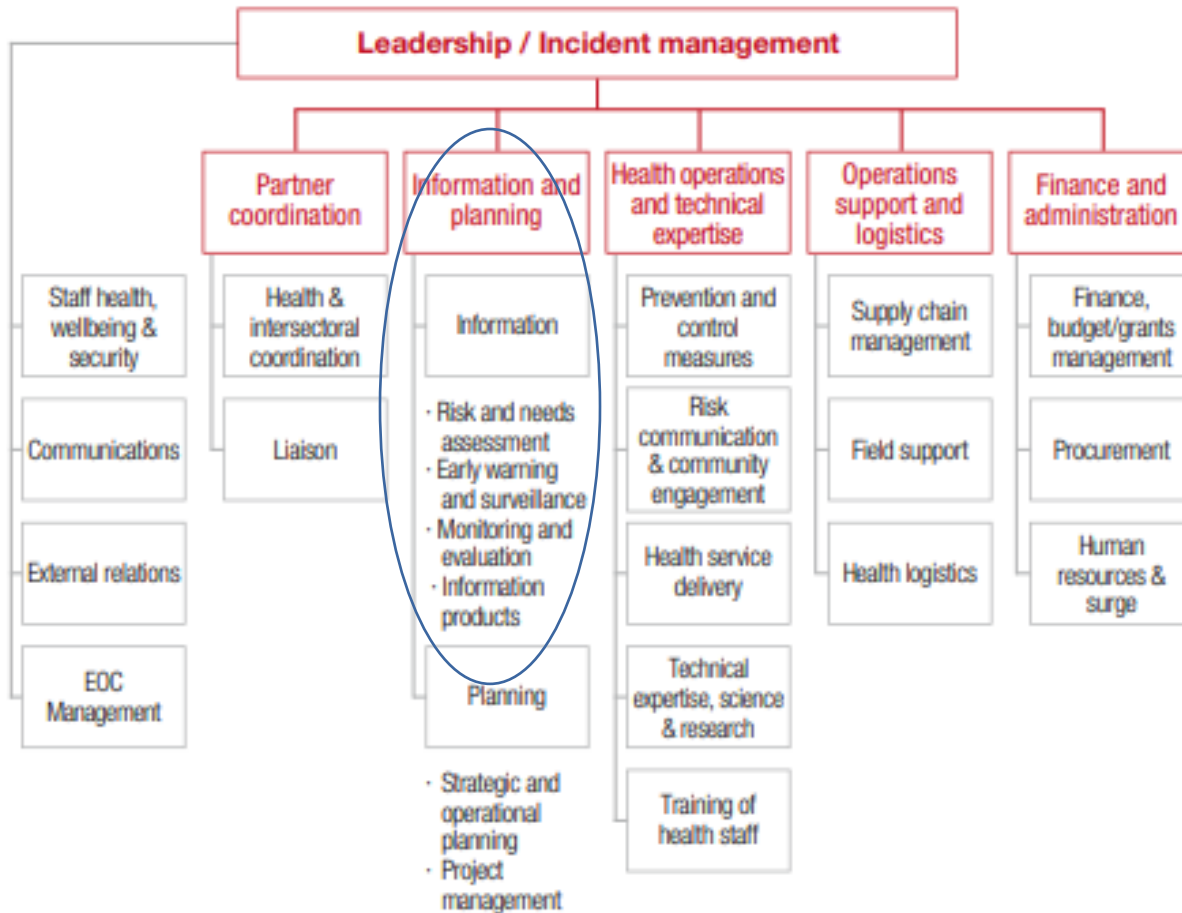 Leadership / Incident management
Partner
coordination
Information and
planning
Health operations
and technical
expertise
Operations
support and
logistics
Finance and
administration
Staff health,
wellbeing &
security
Communications
External relations
EOC
Management
Health &
intersectoral
coordination
Liaison
Information
· Risk and needs
assessment
· Early warning
and surveillance
· Monitoring and
evaluation
· Information
products
Planning
· Strategic and
operational
planning
· Project
management
Prevention and
control
measures
Risk
communication
& community
engagement
Health service
delivery
Technical
expertise, science
& research
Training of
health staff
Supply chain
management
Field support
Health logistics
Finance,
budget/grants
management
Procurement
Human
resources &
surge